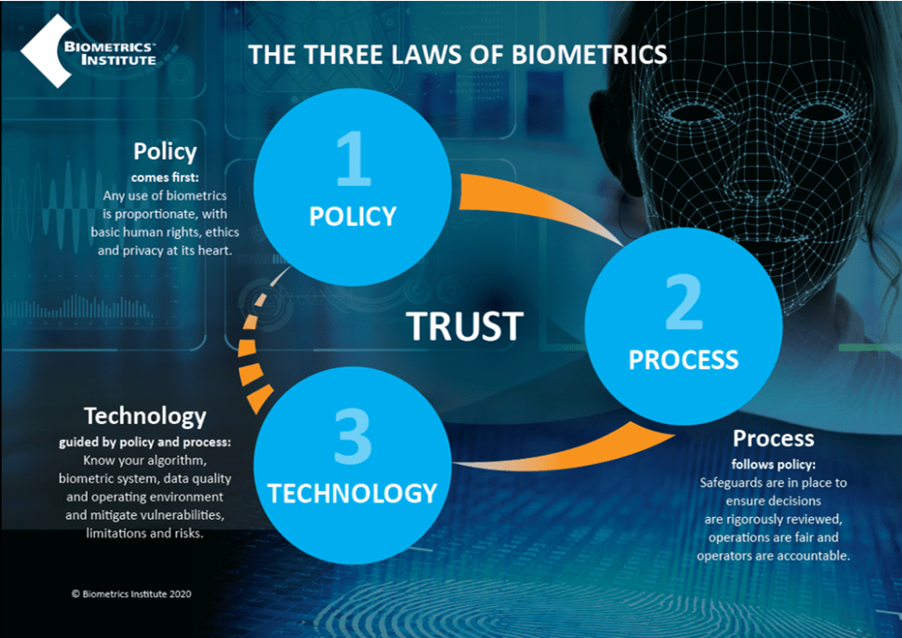 BIOMETRICS™
INSTITUTE
THE THREE LAWS OF BIOMETRICS
1
POLICY
Policy
comes first:
Any use of biometrics
is proportionate, with
basic human rights, ethics
and privacy at its heart.
2
PROCESS
TRUST
3
TECHNOLOGY
Technology
guided by policy and process:
Know your algorithm,
biometric system, data quality
and operating environment
and mitigate vulnerabilities,
limitations and risks.
Process
follows policy:
Safeguards are in place to
ensure decisions
are rigorously reviewed,
operations are fair and
operators are accountable.
© Biometrics Institute 2020